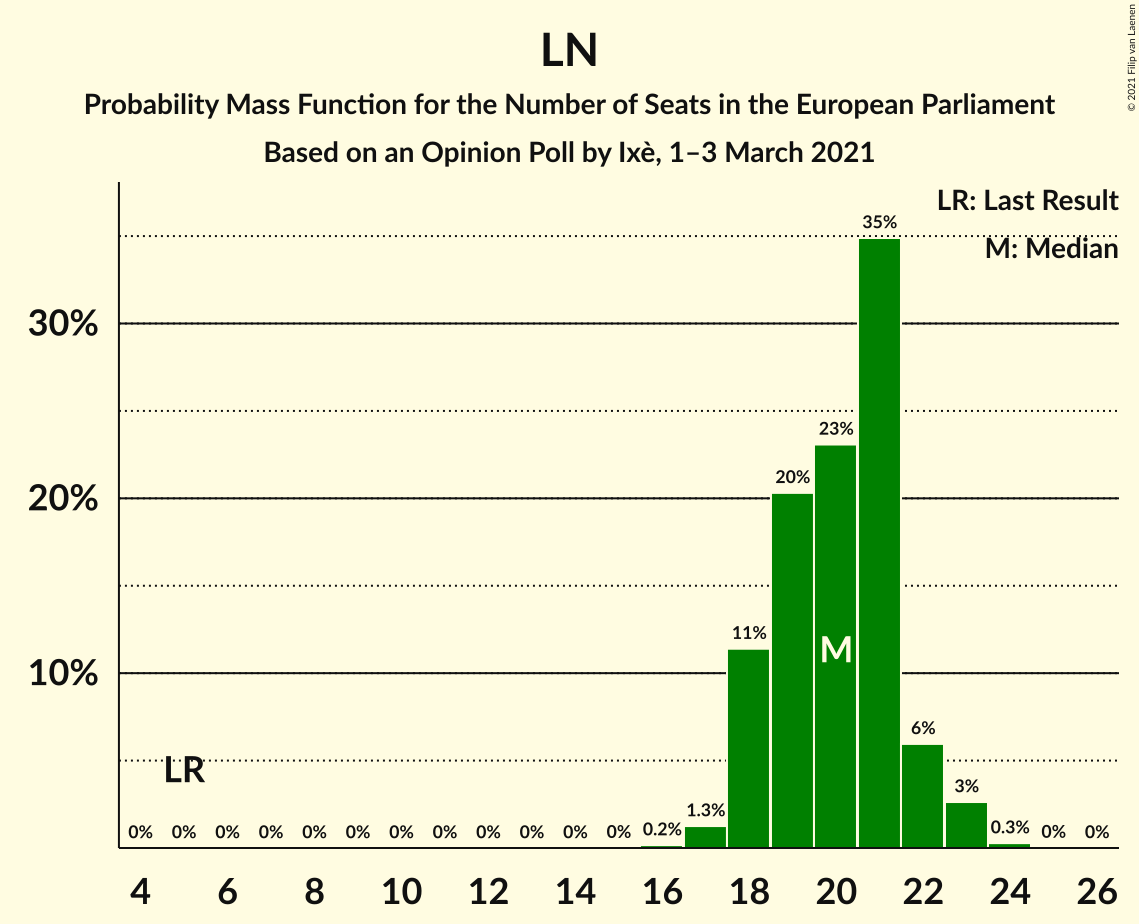 LN
Probability Mass Function for the Number of Seats in the European Parliament
Based on an Opinion Poll by Ixè, 1–3 March 2021
© 2021 Filip van Laenen
LR: Last Result
M: Median
35%
30%
23%
20%
20%
11%
M
10%
6%
LR
3%
0% 0% 0% 0% 0% 0% 0% 0% 0% 0% 0% 0% 0.2% 1.3% 0.3% 0% 0%
4 6 8 10 12 14 16 18 20 22 24 26